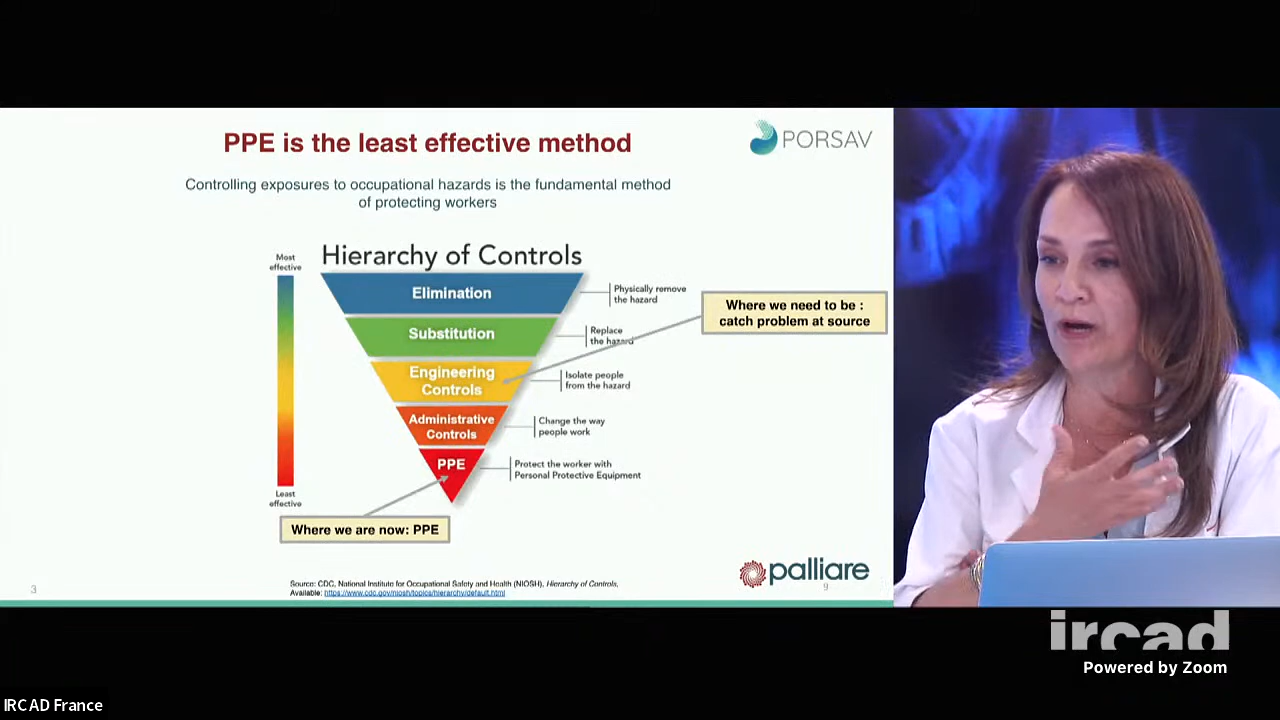 PPE is the least effective method
PORSAV
Controlling exposures to occupational hazards is the fundamental method
of protecting workers
Hierarchy of Controls
Most
effective
Elimination
Physically remove
the hazard
Where we need to be :
catch problem at source
Substitution
Replace
the hazard
Engineering
Controls
Isolate people
from the hazard
Administrative
Controls
Change the way
people work
PPE
Protect the worker with
Personal Protective Equipment
Least
effective
Where we are now: PPE
palliare
3
9
Source: CDC, National Institute for Occupational Safety and Health (NIOSH), Hierarchy of Controls,
Available: https://www.cdc.gov/niosh/topics/hierarchy/default.html
ircad
Powered by Zoom
IRCAD France